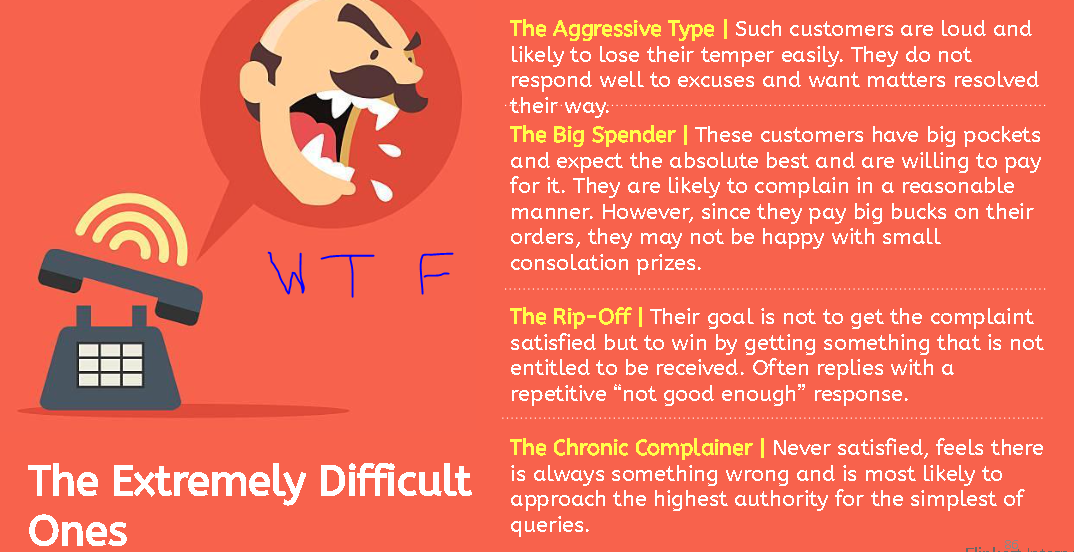 The Aggressive Type | Such customers are loud and
likely to lose their temper easily. They do not
respond well to excuses and want matters resolved
their way.
The Big Spender | These customers have big pockets
and expect the absolute best and are willing to pay
for it. They are likely to complain in a reasonable
manner. However, since they pay big bucks on their
orders, they may not be happy with small
consolation prizes.
The Rip-Off | Their goal is not to get the complaint
satisfied but to win by getting something that is not
entitled to be received. Often replies with a
repetitive “not good enough” response.
The Chronic Complainer | Never satisfied, feels there
is always something wrong and is most likely to
approach the highest authority for the simplest of
queries.
W T F
The Extremely Difficult
Ones